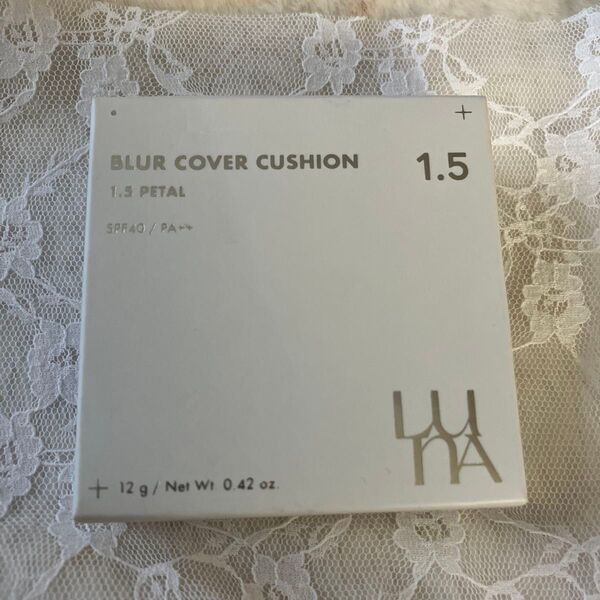 BLUR COVER CUSHION
1.5
1.5 PETAL
SPF40 / PA++
LUNA
12 g / Net Wt. 0.42 oz.